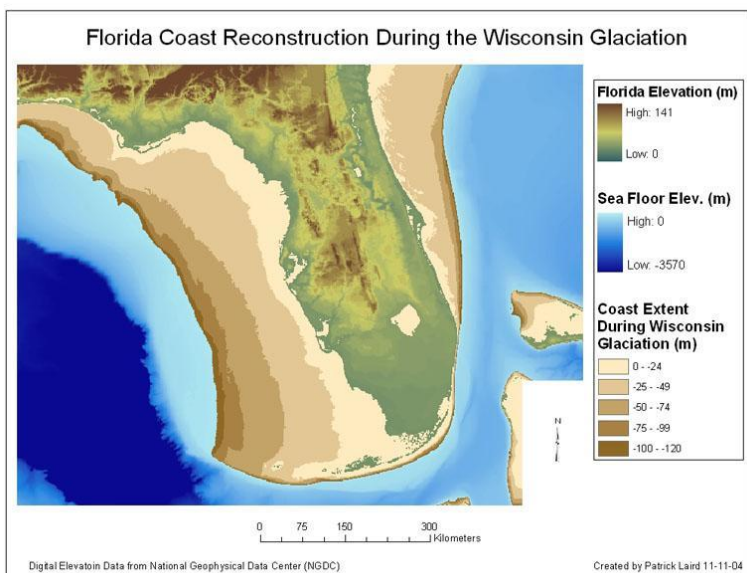 Florida Coast Reconstruction During the Wisconsin Glaciation
Florida Elevation (m)
High: 141
Low: 0
Sea Floor Elev. (m)
High: 0
Low: -3570
Coast Extent
During Wisconsin
Glaciation (m)
0 - -24
-25 - -49
-50 - -74
-75 - -99
-100 - -120
N
0 75 150 300
Kilometers
Digital Elevatoin Data from National Geophysical Data Center (NGDC)
Created by Patrick Laird 11-11-04